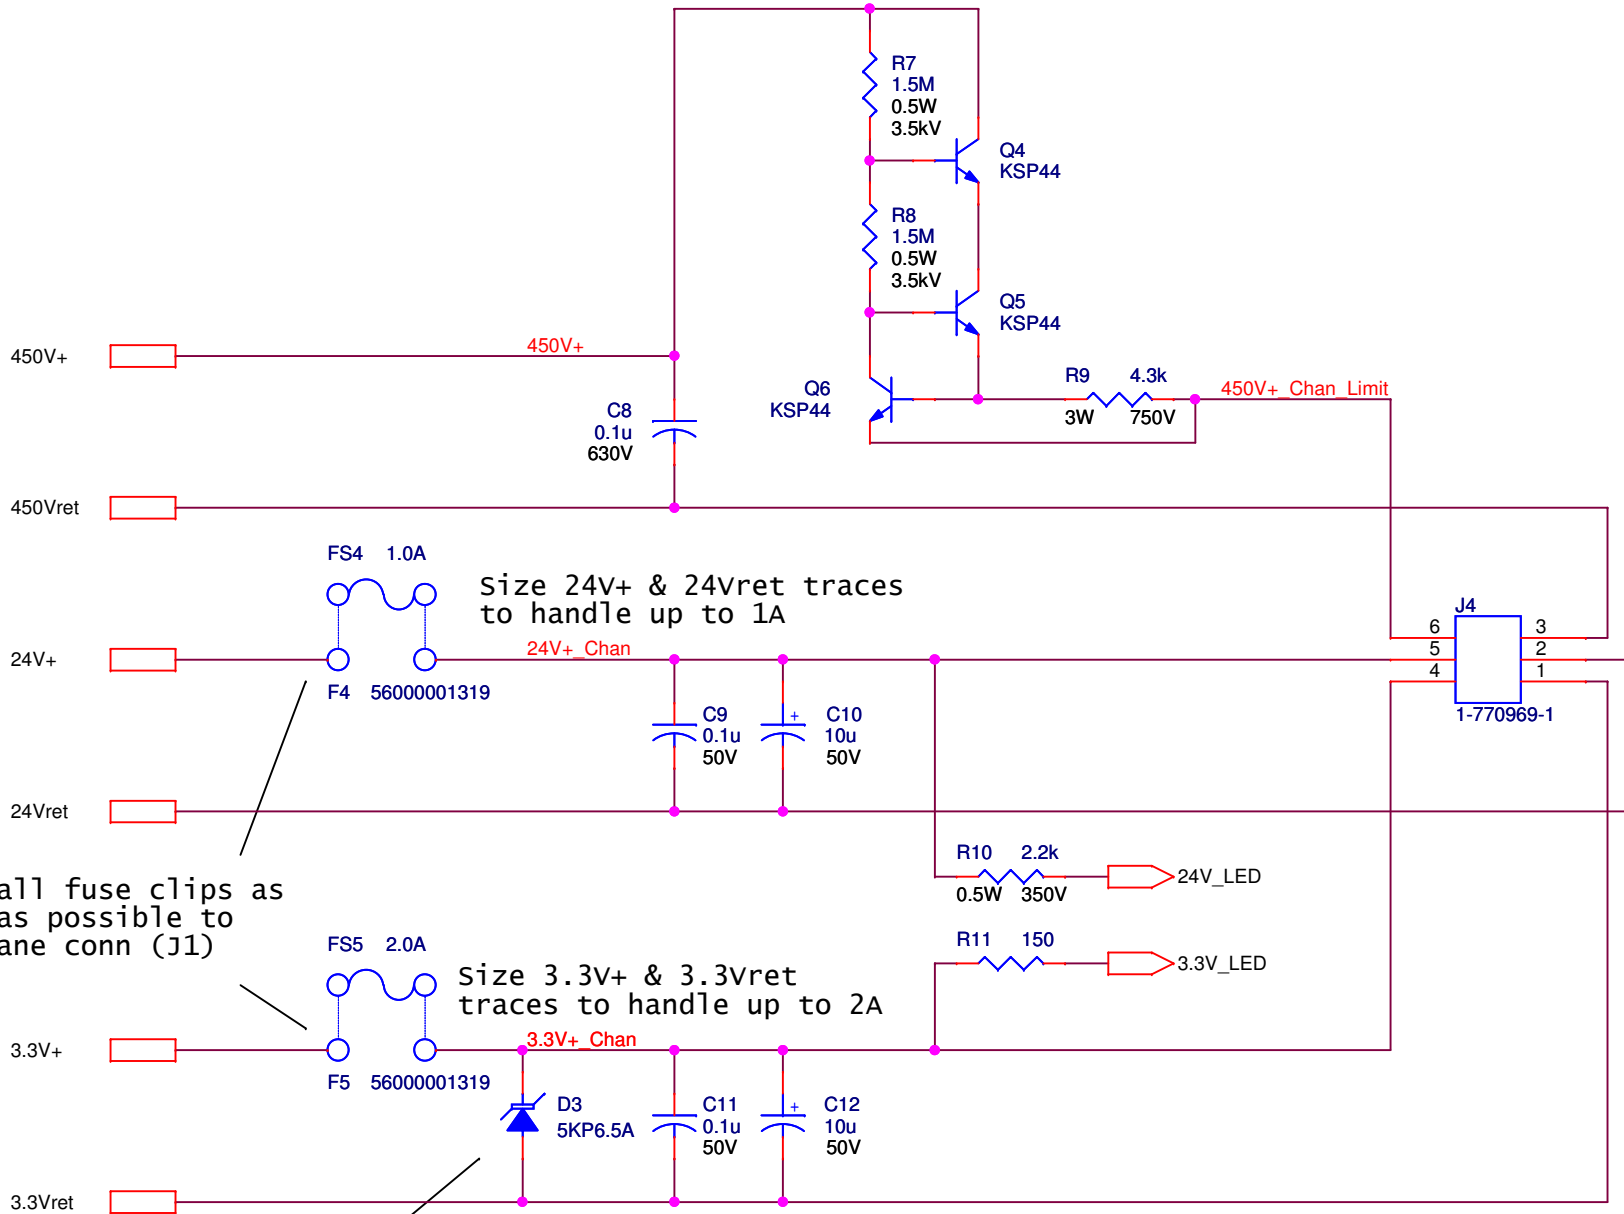 R7
1.5M
0.5W
3.5kV
Q4
KSP44
R8
1.5M
0.5W
3.5kV
Q5
KSP44
450V+
450V+
Q6
KSP44
R9 4.3k
3W 750V
450V+_Chan_Limit
C8
0.1u
630V
450Vret
FS4 1.0A
Size 24V+ & 24Vret traces
to handle up to 1A
24V+
24V+_Chan
F4 56000001319
J4
6 3
5 2
4 1
1-770969-1
C9
0.1u
50V
+
C10
10u
50V
24Vret
R10 2.2k
0.5W 350V
24V_LED
all fuse clips as
as possible to
ane conn (J1)
R11 150
3.3V_LED
FS5 2.0A
Size 3.3V+ & 3.3Vret
traces to handle up to 2A
3.3V+
3.3V+_Chan
F5 56000001319
D3
5KP6.5A
C11
0.1u
50V
+
C12
10u
50V
3.3Vret